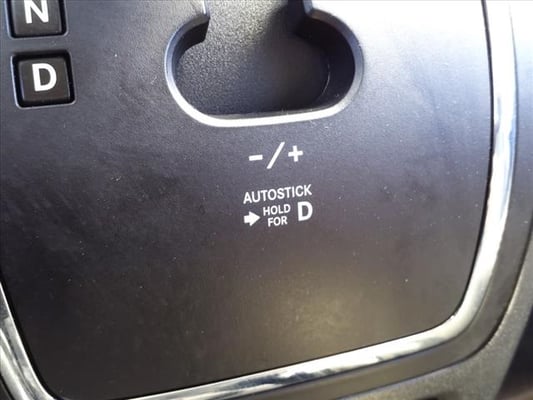 N
D
-/+
AUTOSTICK
HOLD
FOR D